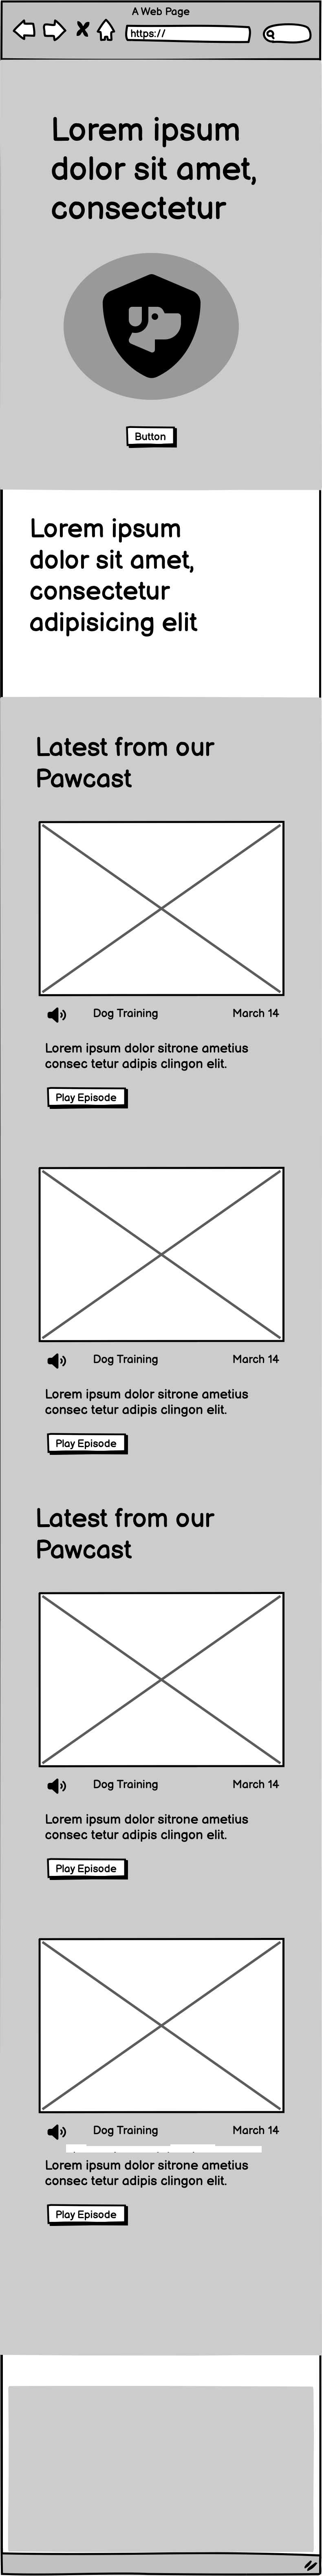 A Web Page
https://
Lorem ipsum
dolor sit amet,
consectetur
Button
Lorem ipsum
dolor sit amet,
consectetur
adipisicing elit
Latest from our
Pawcast
Dog Training March 14
Lorem ipsum dolor sitrone ametius
consec tetur adipis clingon elit.
Play Episode
Dog Training March 14
Lorem ipsum dolor sitrone ametius
consec tetur adipis clingon elit.
Play Episode
Latest from our
Pawcast
Dog Training March 14
Lorem ipsum dolor sitrone ametius
consec tetur adipis clingon elit.
Play Episode
Dog Training March 14
Lorem ipsum dolor sitrone ametius
consec tetur adipis clingon elit.
Play Episode